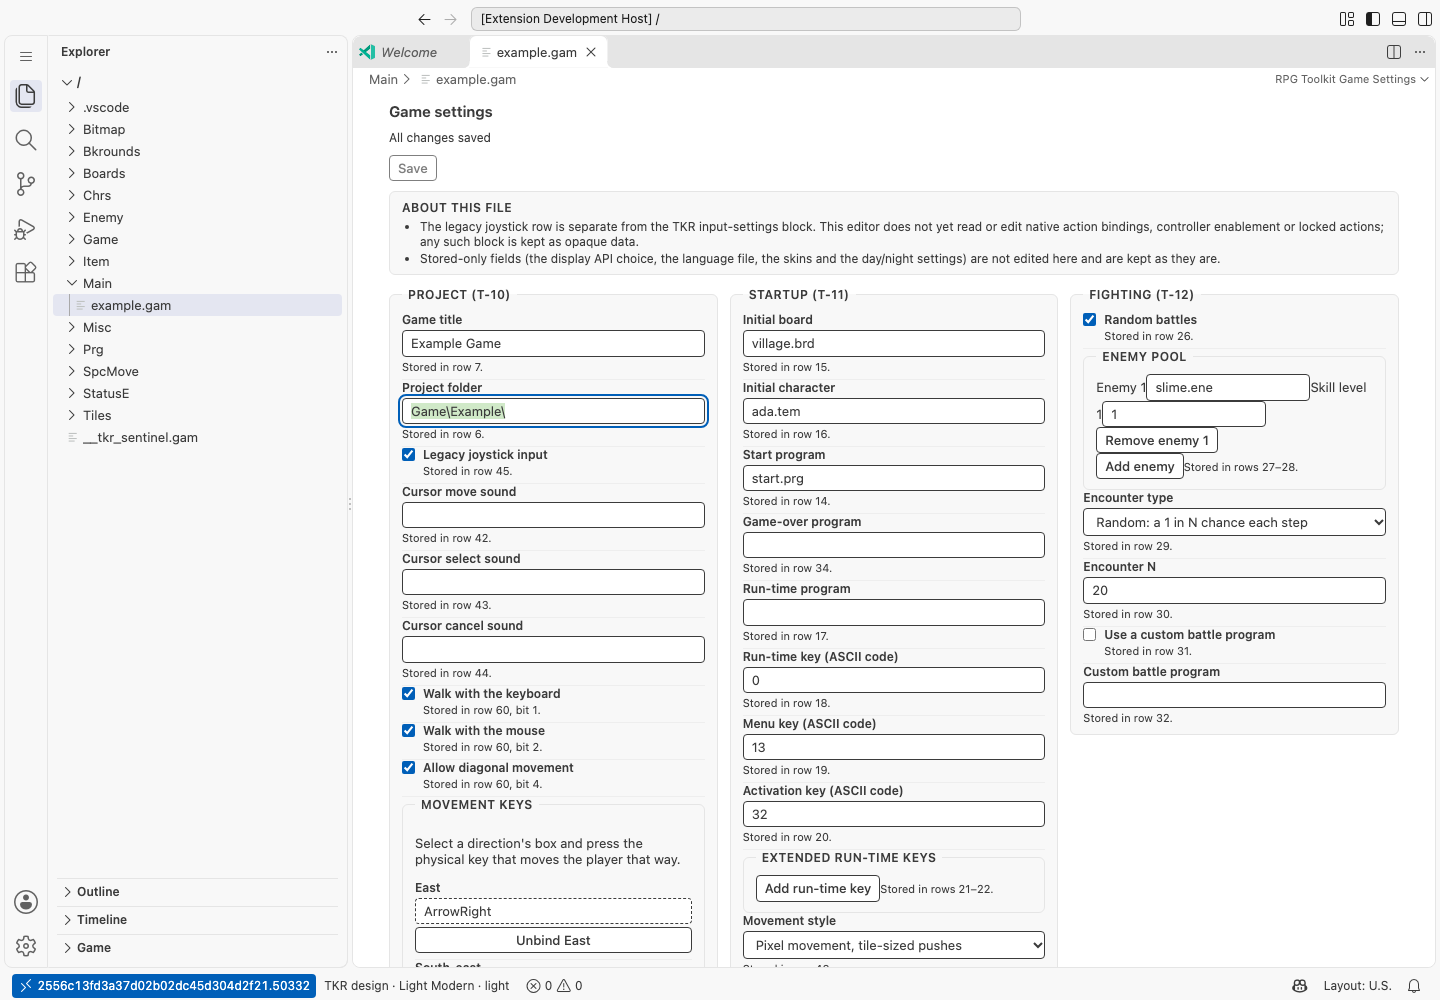 [Extension Development Host] /
Explorer
/
.vscode
Bitmap
Bkrounds
Boards
Chrs
Enemy
Game
Item
Main
example.gam
Misc
Prg
SpcMove
StatusE
Tiles
__tkr_sentinel.gam
Outline
Timeline
Game
Welcome
example.gam
Main
example.gam
RPG Toolkit Game Settings
Game settings
All changes saved
Save
ABOUT THIS FILE
The legacy joystick row is separate from the TKR input-settings block. This editor does not yet read or edit native action bindings, controller enablement or locked actions;
any such block is kept as opaque data.
Stored-only fields (the display API choice, the language file, the skins and the day/night settings) are not edited here and are kept as they are.
PROJECT (T-10)
Game title
Example Game
Stored in row 7.
Project folder
Game\Example\
Stored in row 6.
Legacy joystick input
Stored in row 45.
Cursor move sound
Stored in row 42.
Cursor select sound
Stored in row 43.
Cursor cancel sound
Stored in row 44.
Walk with the keyboard
Stored in row 60, bit 1.
Walk with the mouse
Stored in row 60, bit 2.
Allow diagonal movement
Stored in row 60, bit 4.
MOVEMENT KEYS
Select a direction's box and press the
physical key that moves the player that way.
East
ArrowRight
Unbind East
STARTUP (T-11)
Initial board
village.brd
Stored in row 15.
Initial character
ada.tem
Stored in row 16.
Start program
start.prg
Stored in row 14.
Game-over program
Stored in row 34.
Run-time program
Stored in row 17.
Run-time key (ASCII code)
0
Stored in row 18.
Menu key (ASCII code)
13
Stored in row 19.
Activation key (ASCII code)
32
Stored in row 20.
EXTENDED RUN-TIME KEYS
Add run-time key Stored in rows 21–22.
Movement style
Pixel movement, tile-sized pushes
FIGHTING (T-12)
Random battles
Stored in row 26.
ENEMY POOL
Enemy 1 slime.ene Skill level
1 1
Remove enemy 1
Add enemy Stored in rows 27–28.
Encounter type
Random: a 1 in N chance each step
Stored in row 29.
Encounter N
20
Stored in row 30.
Use a custom battle program
Stored in row 31.
Custom battle program
Stored in row 32.
2556c13fd3a37d02b02dc45d304d2f21.50332
TKR design · Light Modern · light
0
0
Layout: U.S.